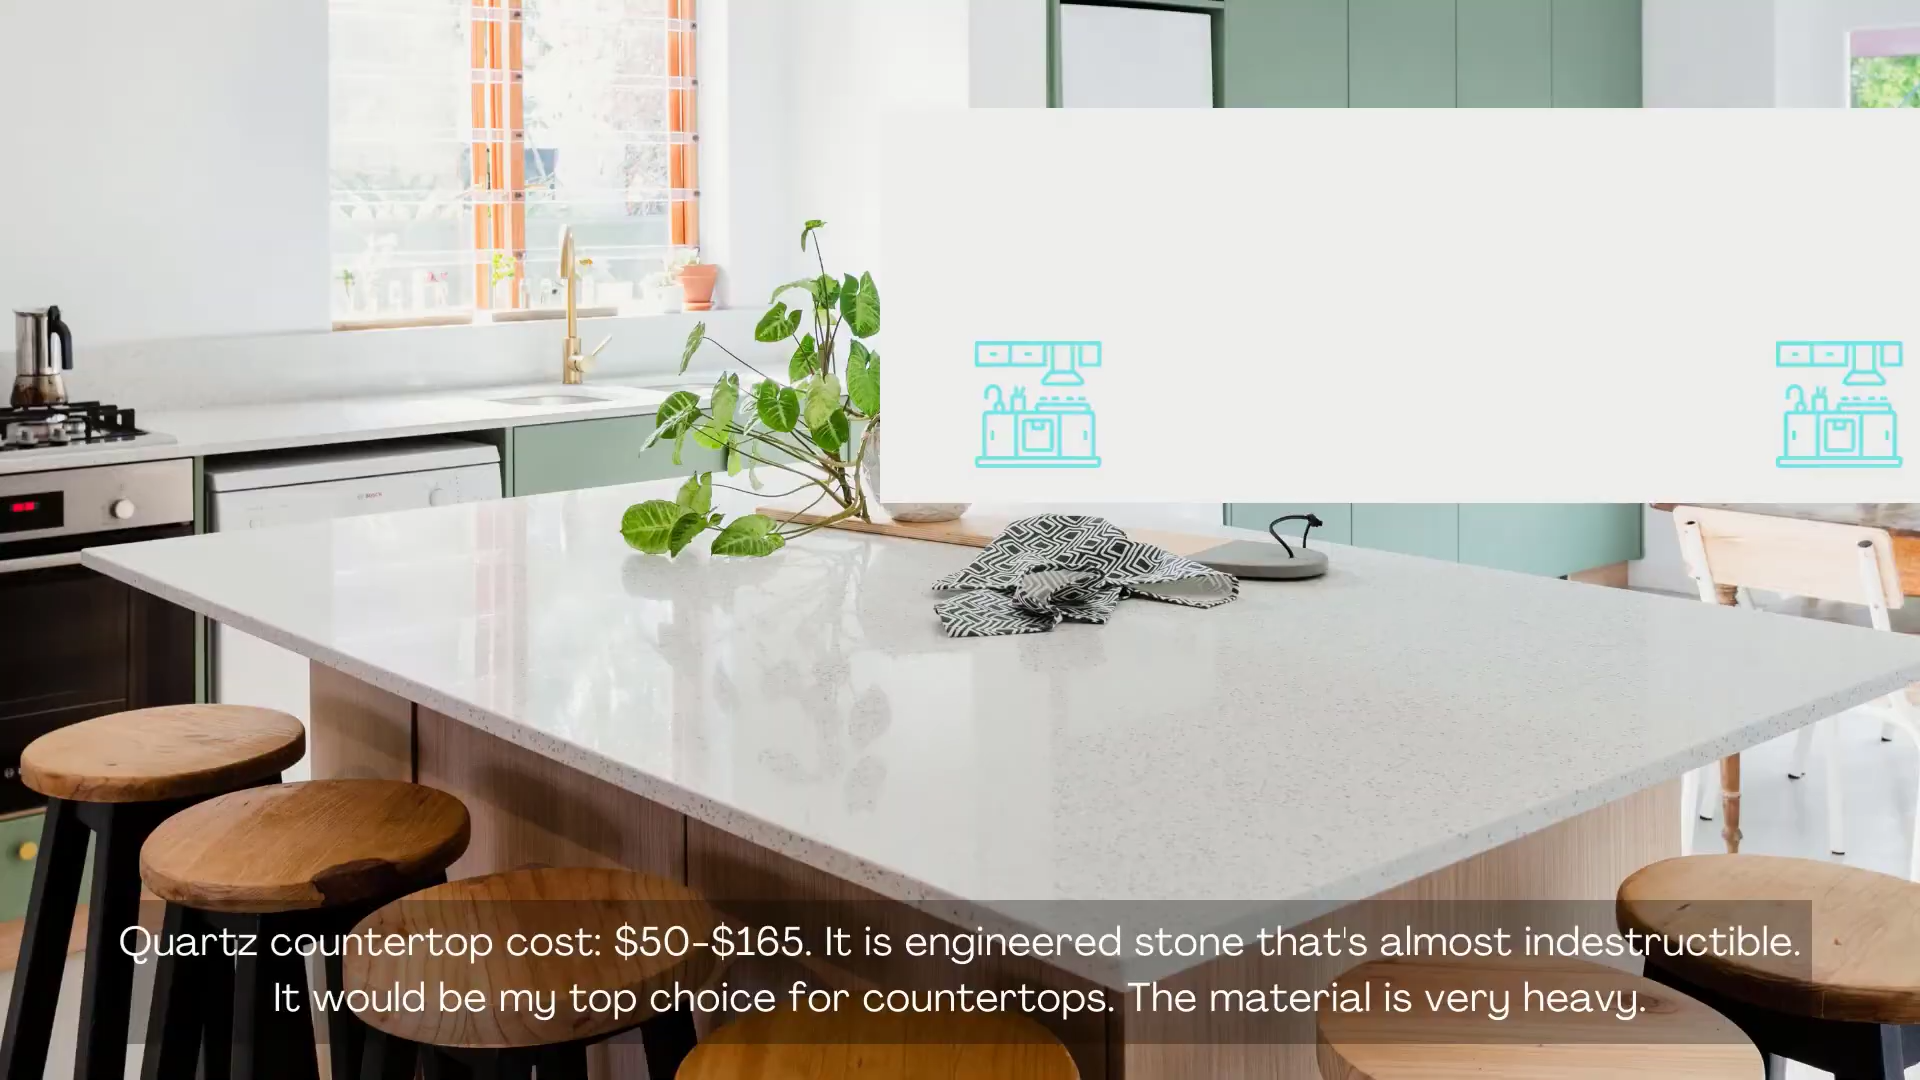 BOSCH
Quartz countertop cost: $50-$165. It is engineered stone that's almost indestructible.
It would be my top choice for countertops. The material is very heavy.